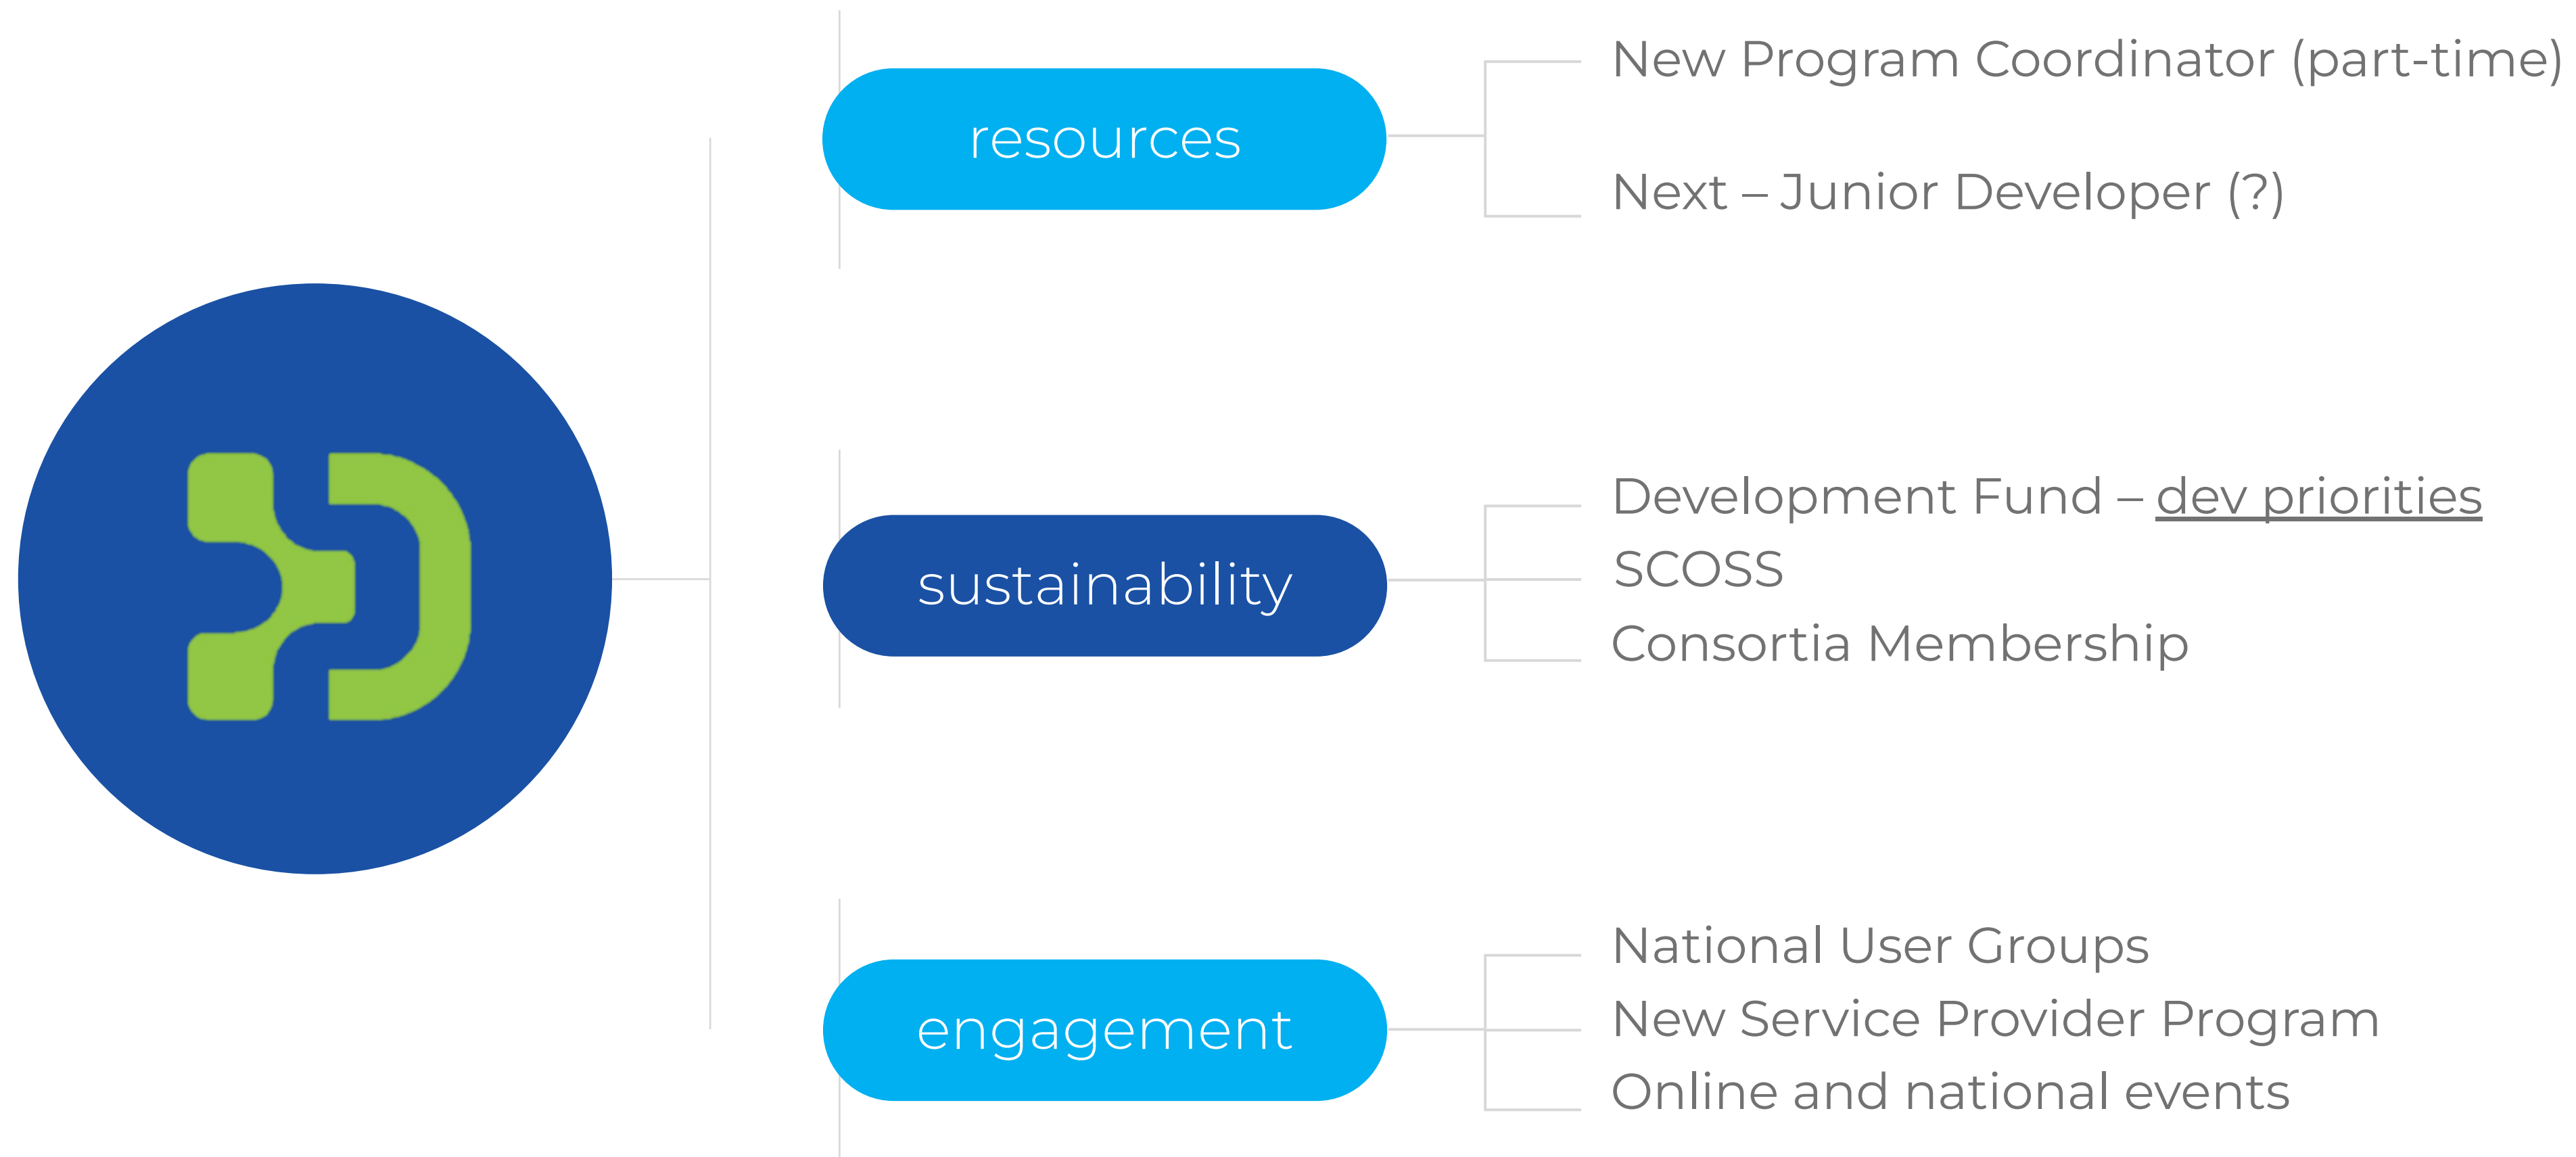 resources
New Program Coordinator (part-time)
Next – Junior Developer (?)
sustainability
Development Fund – dev priorities
SCOSS
Consortia Membership
engagement
National User Groups
New Service Provider Program
Online and national events